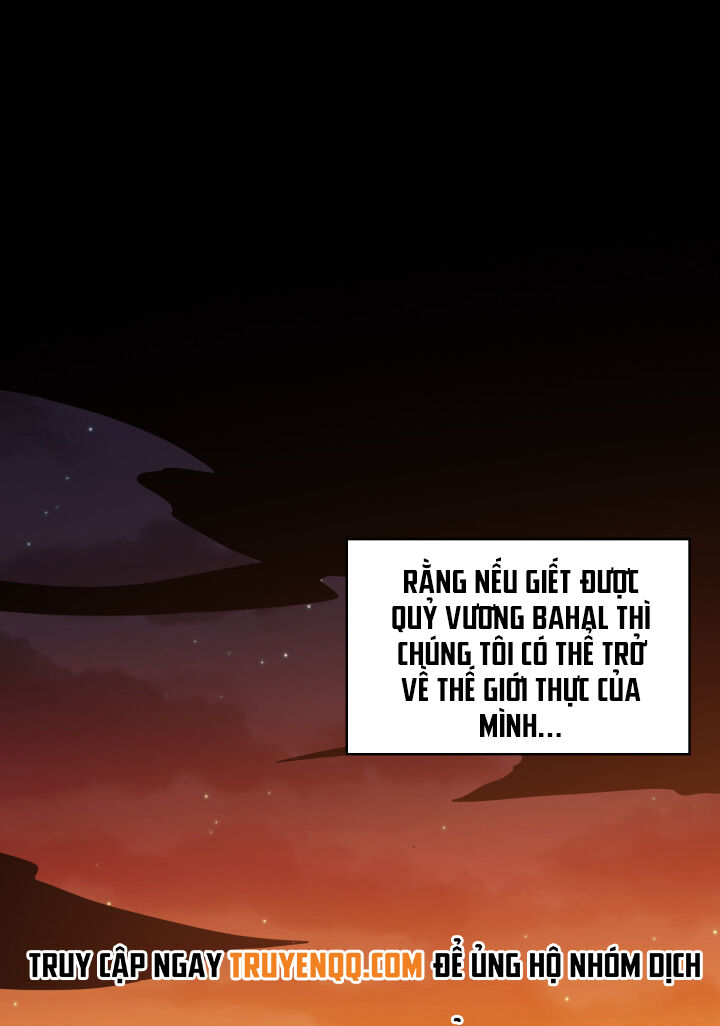 RẰNG NẾU GIẾT ĐƯỢC
QUỶ VƯƠNG BAHAL THÌ
CHÚNG TÔI CÓ THỂ TRỞ
VỀ THẾ GIỚI THỰC CỦA
MÌNH...
TRUY CẬP NGAY TRUYENQQ.COM ĐỂ ỦNG HỘ NHÓM DỊCH